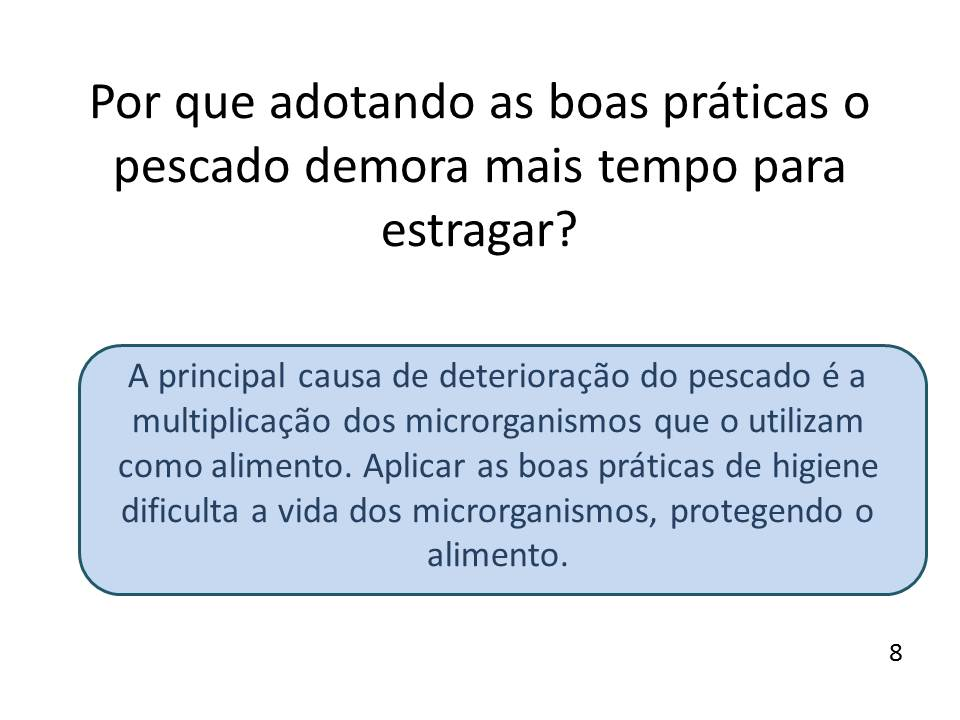 Por que adotando as boas práticas o
pescado demora mais tempo para
estragar?
A principal causa de deterioração do pescado é a
multiplicação dos microrganismos que o utilizam
como alimento. Aplicar as boas práticas de higiene
dificulta a vida dos microrganismos, protegendo o
alimento.
8